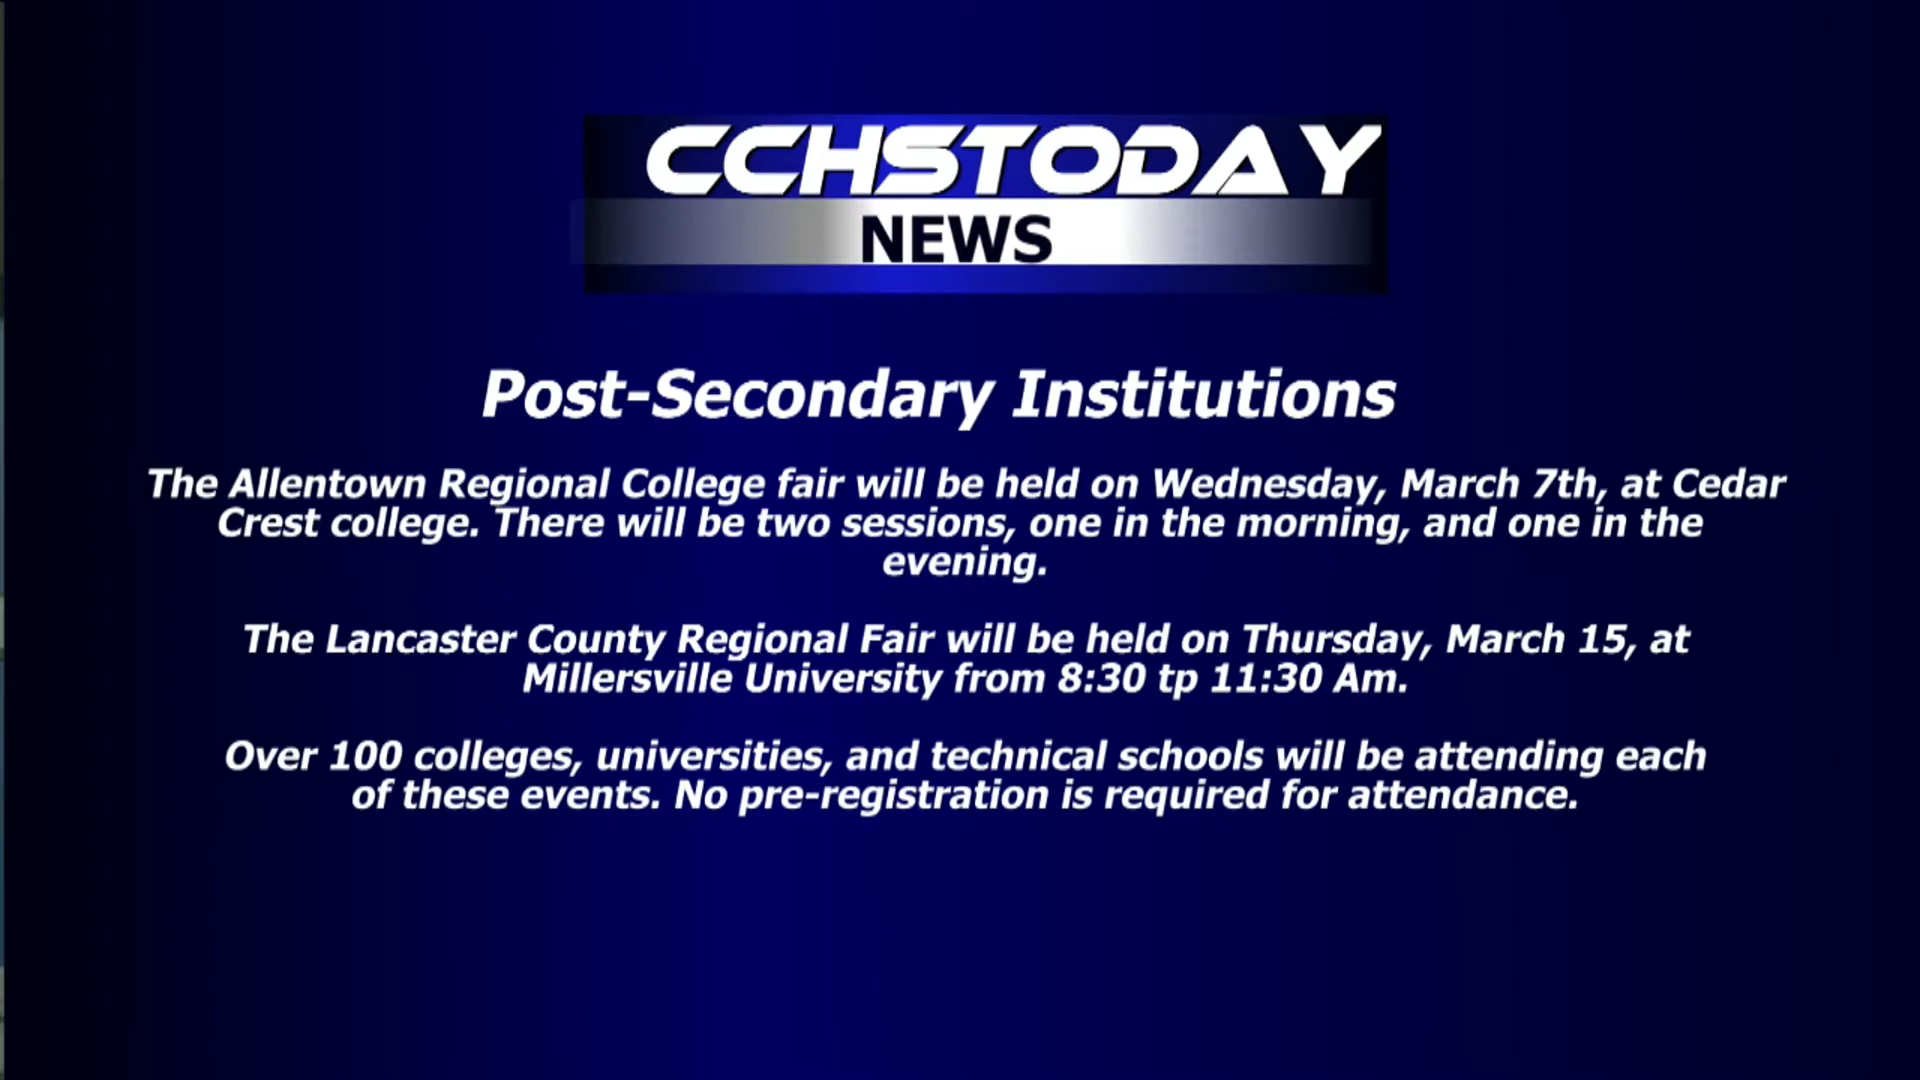 CCHSTODAY
NEWS
Post-Secondary Institutions
The Allentown Regional College fair will be held on Wednesday, March 7th, at Cedar
Crest college. There will be two sessions, one in the morning, and one in the
evening.
The Lancaster County Regional Fair will be held on Thursday, March 15, at
Millersville University from 8:30 tp 11:30 Am.
Over 100 colleges, universities, and technical schools will be attending each
of these events. No pre-registration is required for attendance.